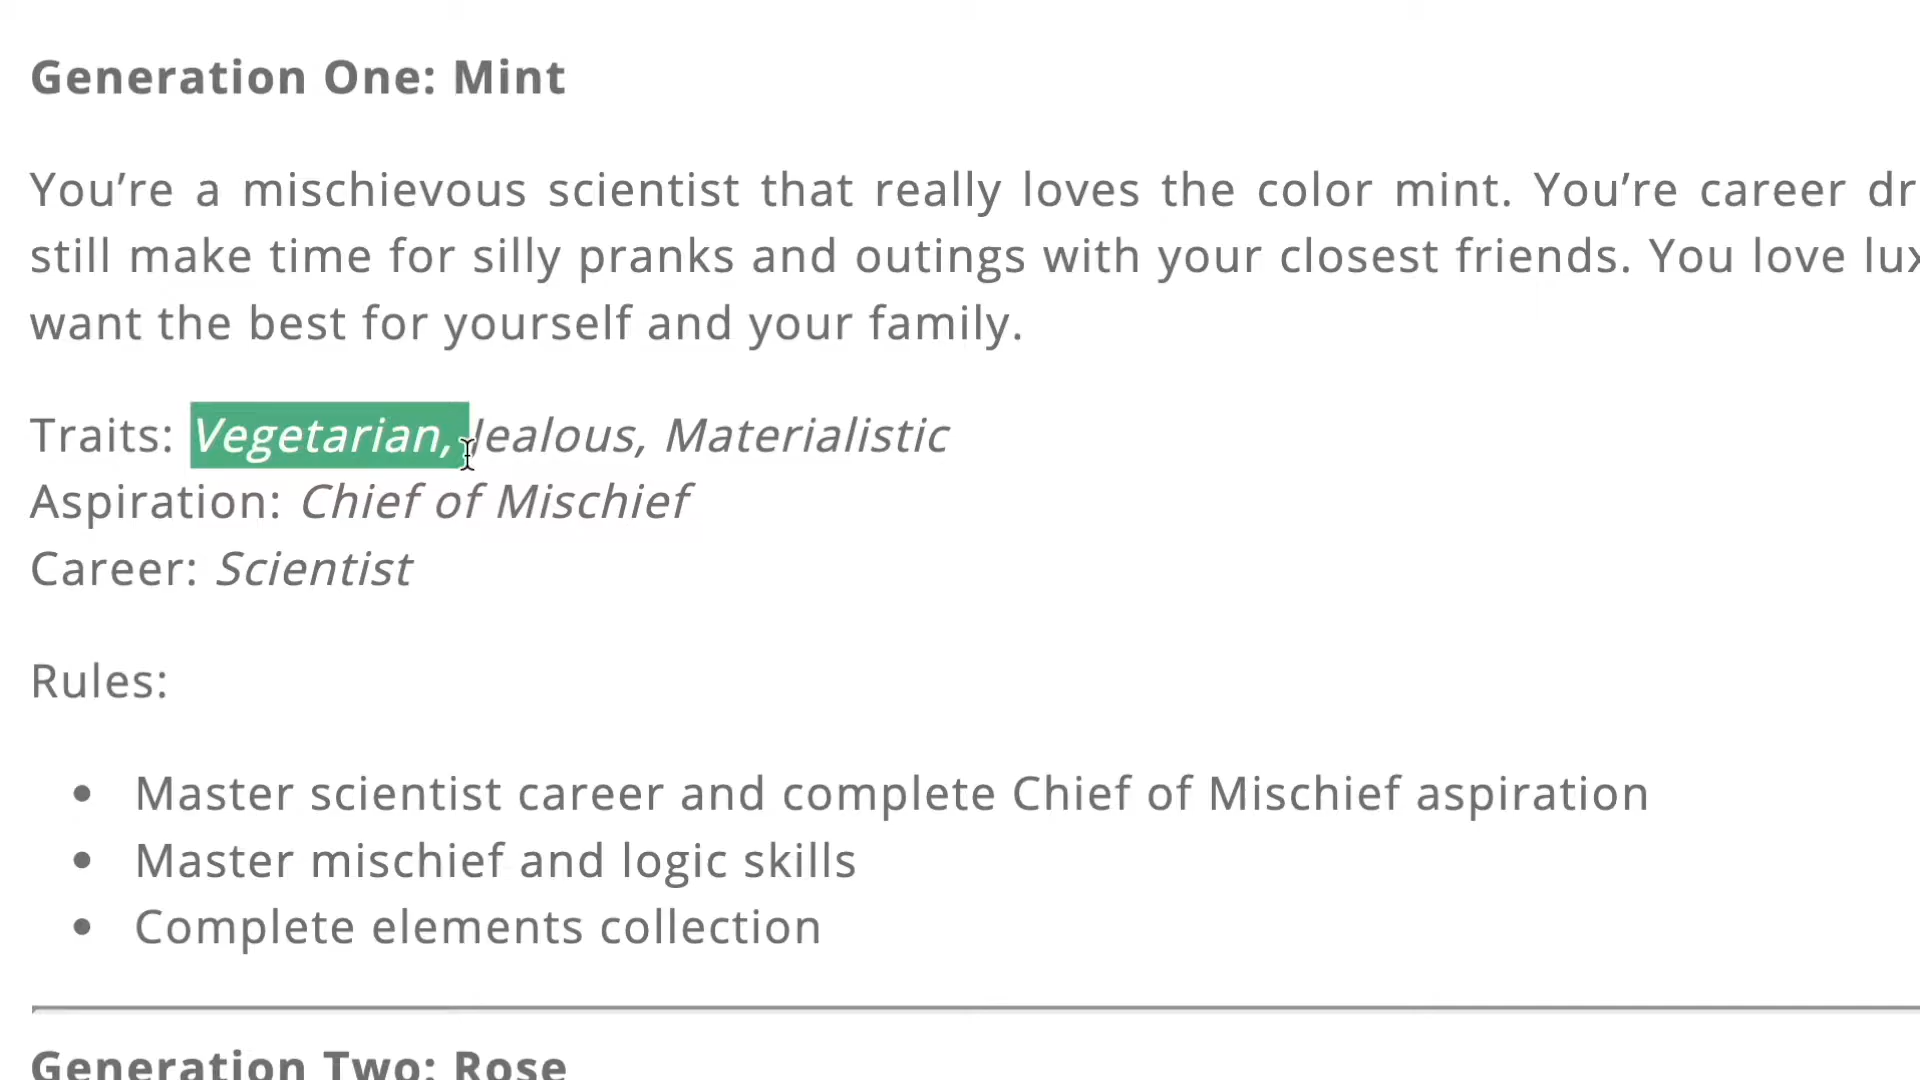 Generation One: Mint
You’re a mischievous scientist that really loves the color mint. You’re career
still make time for silly pranks and outings with your closest friends. You love
want the best for yourself and your family.
Traits: Vegetarian, Jealous, Materialistic
Aspiration: Chief of Mischief
Career: Scientist
Rules:
• Master scientist career and complete Chief of Mischief aspiration
• Master mischief and logic skills
• Complete elements collection
Generation Two: Rose